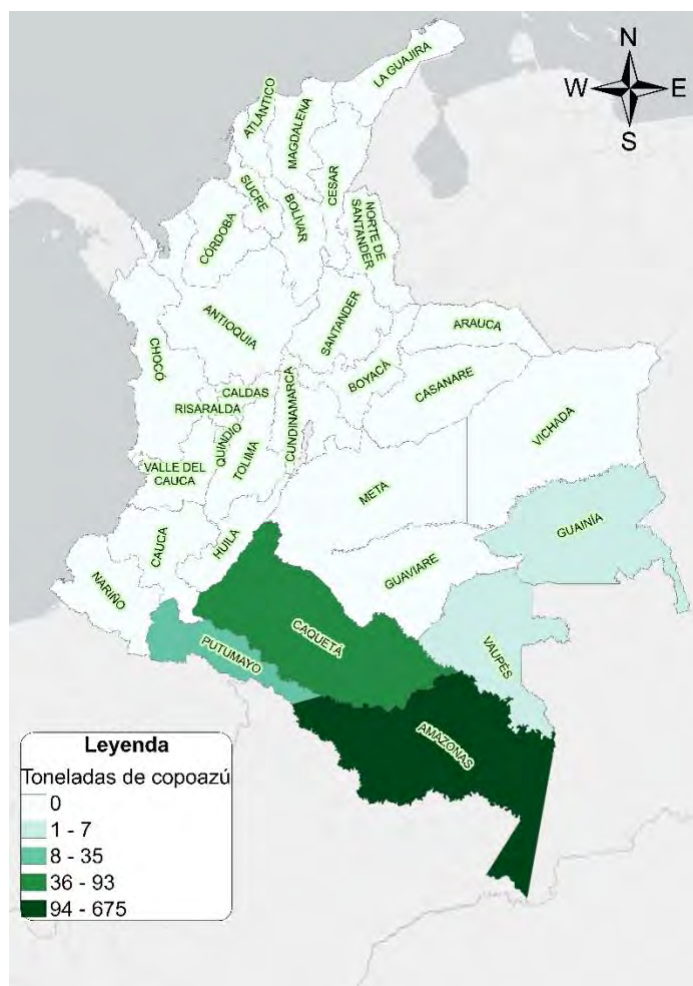 N
W
E
S
LA GUAJIRA
ATLÁNTICO
MAGDALENA
CESAR
SUCRE
BOLÍVAR
NORTE DE
SANTANDER
CÓRDOBA
ANTIOQUIA
SANTANDER
ARAUCA
CHOCÓ
BOYACÁ
CASANARE
CALDAS
RISARALDA
CUNDINAMARCA
VICHADA
QUINDIO
TOLIMA
VALLE DEL
CAUCA
META
GUAINÍA
CAUCA
HUILA
GUAVIARE
NARIÑO
CAQUETÁ
PUTUMAYO
VAUPÉS
AMAZONAS
Leyenda
Toneladas de copoazú
0
1 - 7
8 - 35
36 - 93
94 - 675